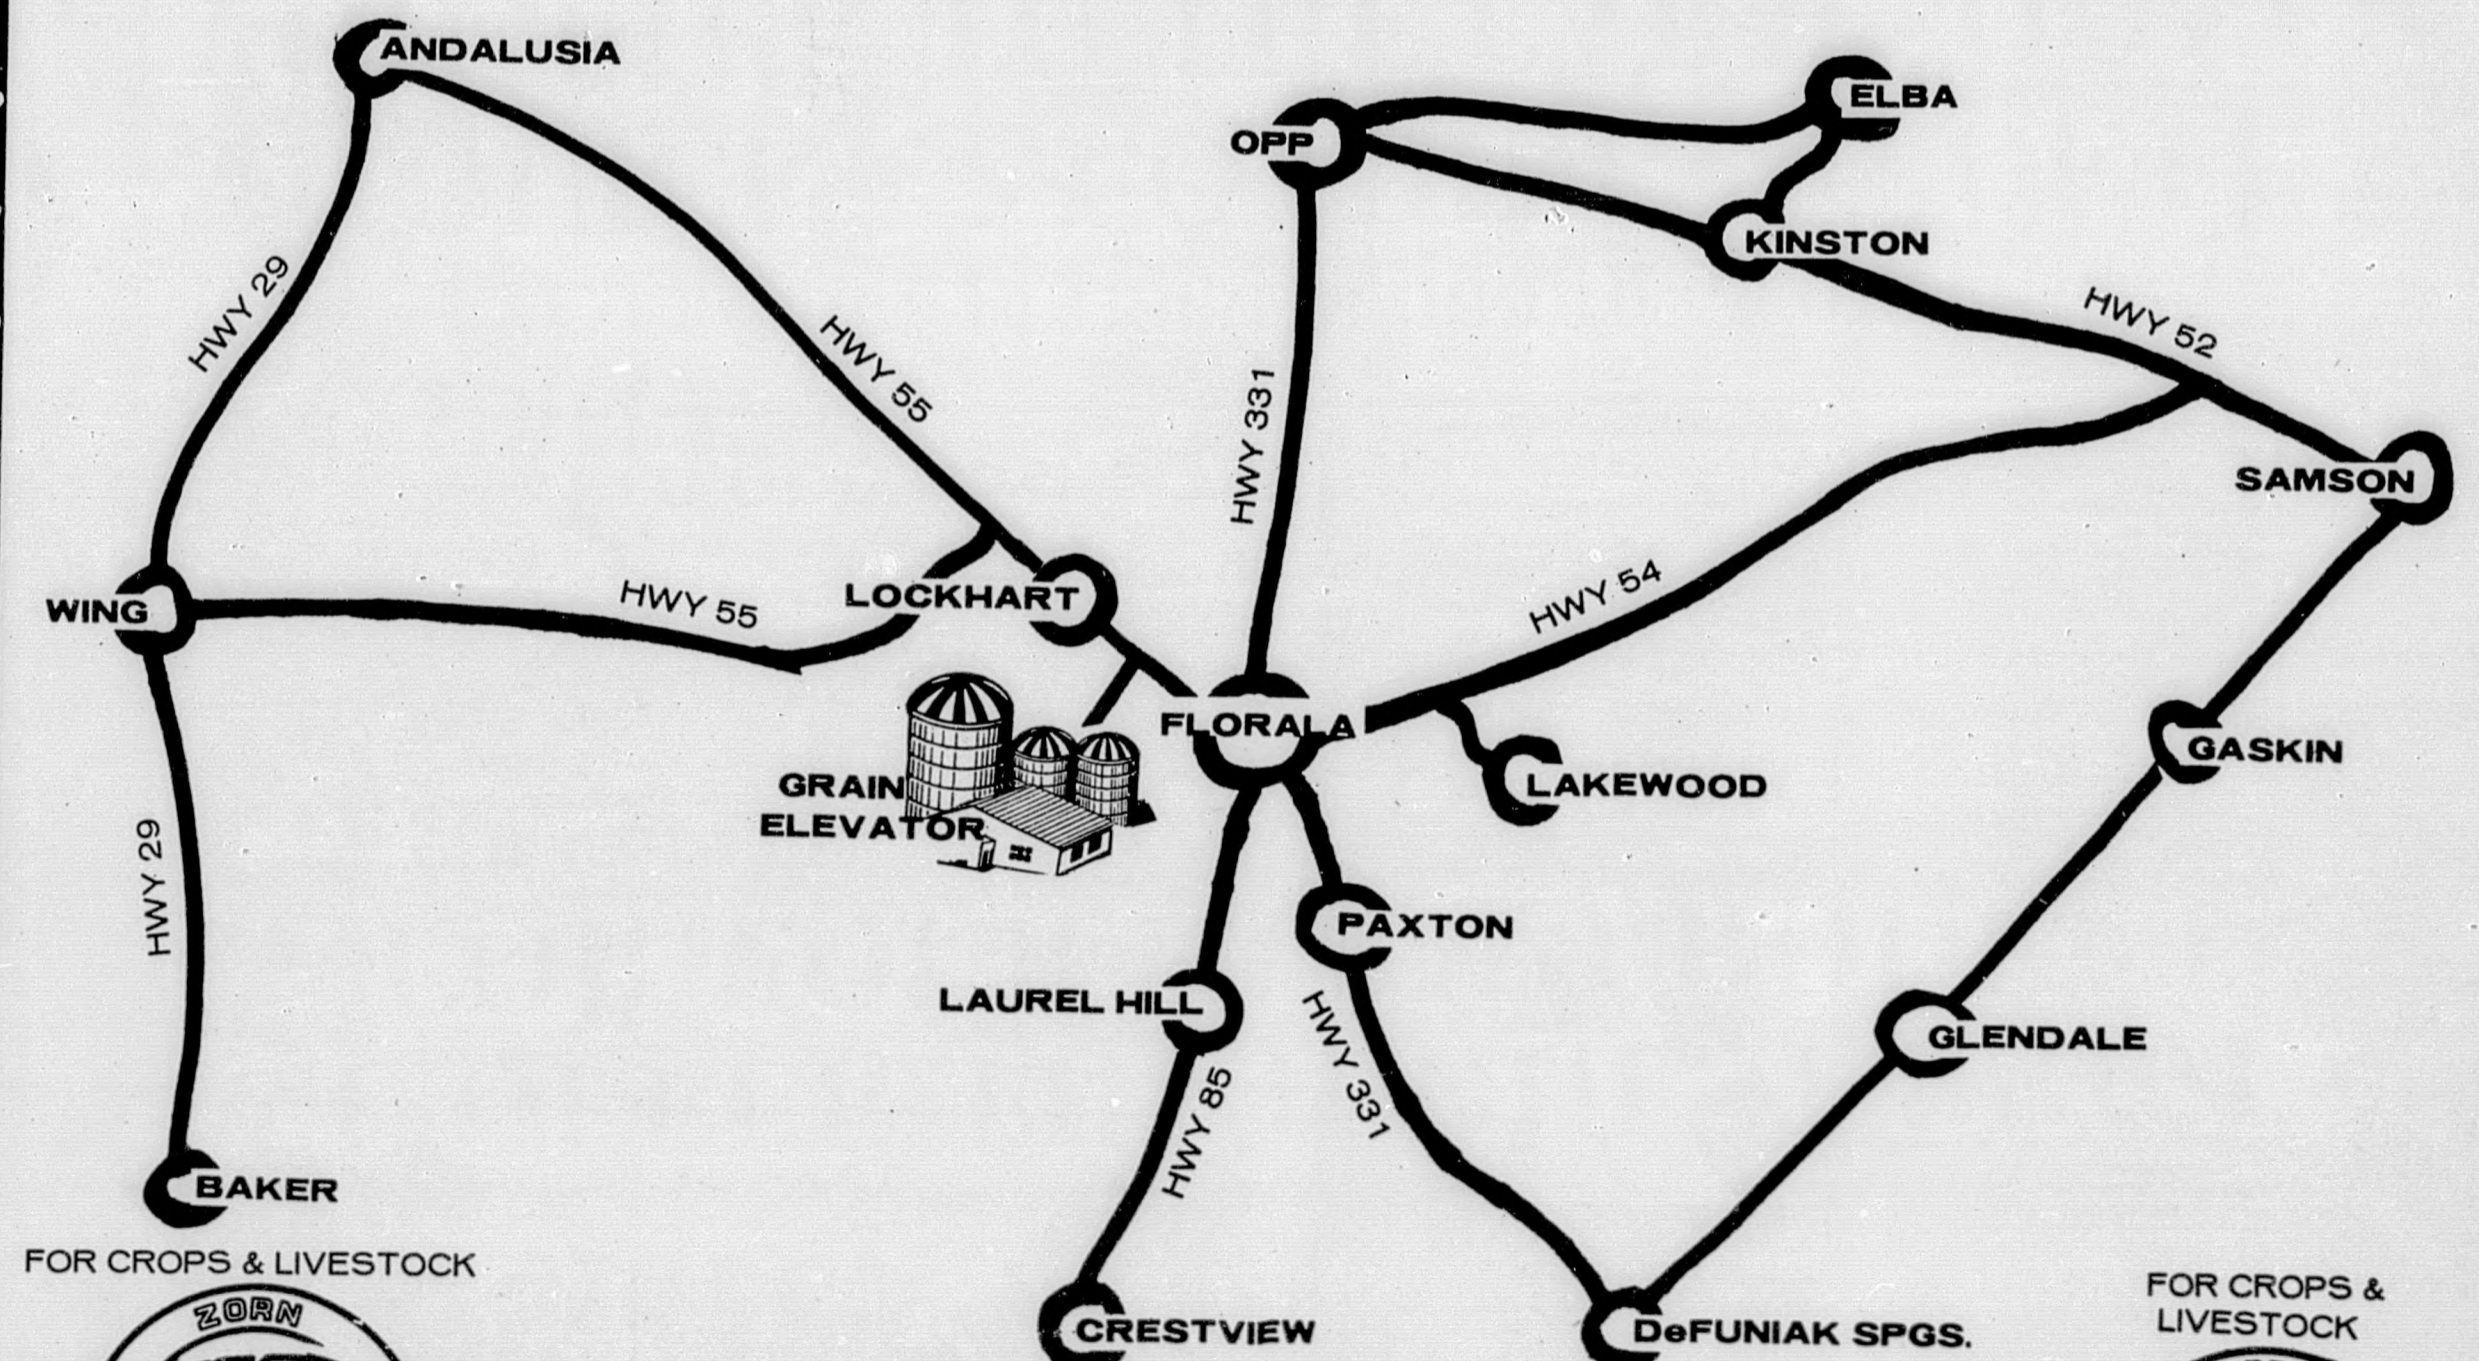 ANDALUSIA
ELBA
OPP
KINSTON
HWY 29
HWY 55
HWY 331
HWY 52
SAMSON
WING
HWY 55
LOCKHART
HWY 54
FLORALA
GRAIN
ELEVATOR
LAKEWOOD
GASKIN
HWY 29
PAXTON
LAUREL HILL
HWY 331
GLENDALE
HWY 85
BAKER
FOR CROPS & LIVESTOCK
ZORN
CRESTVIEW
DeFUNIAK SPGS.
FOR CROPS &
LIVESTOCK